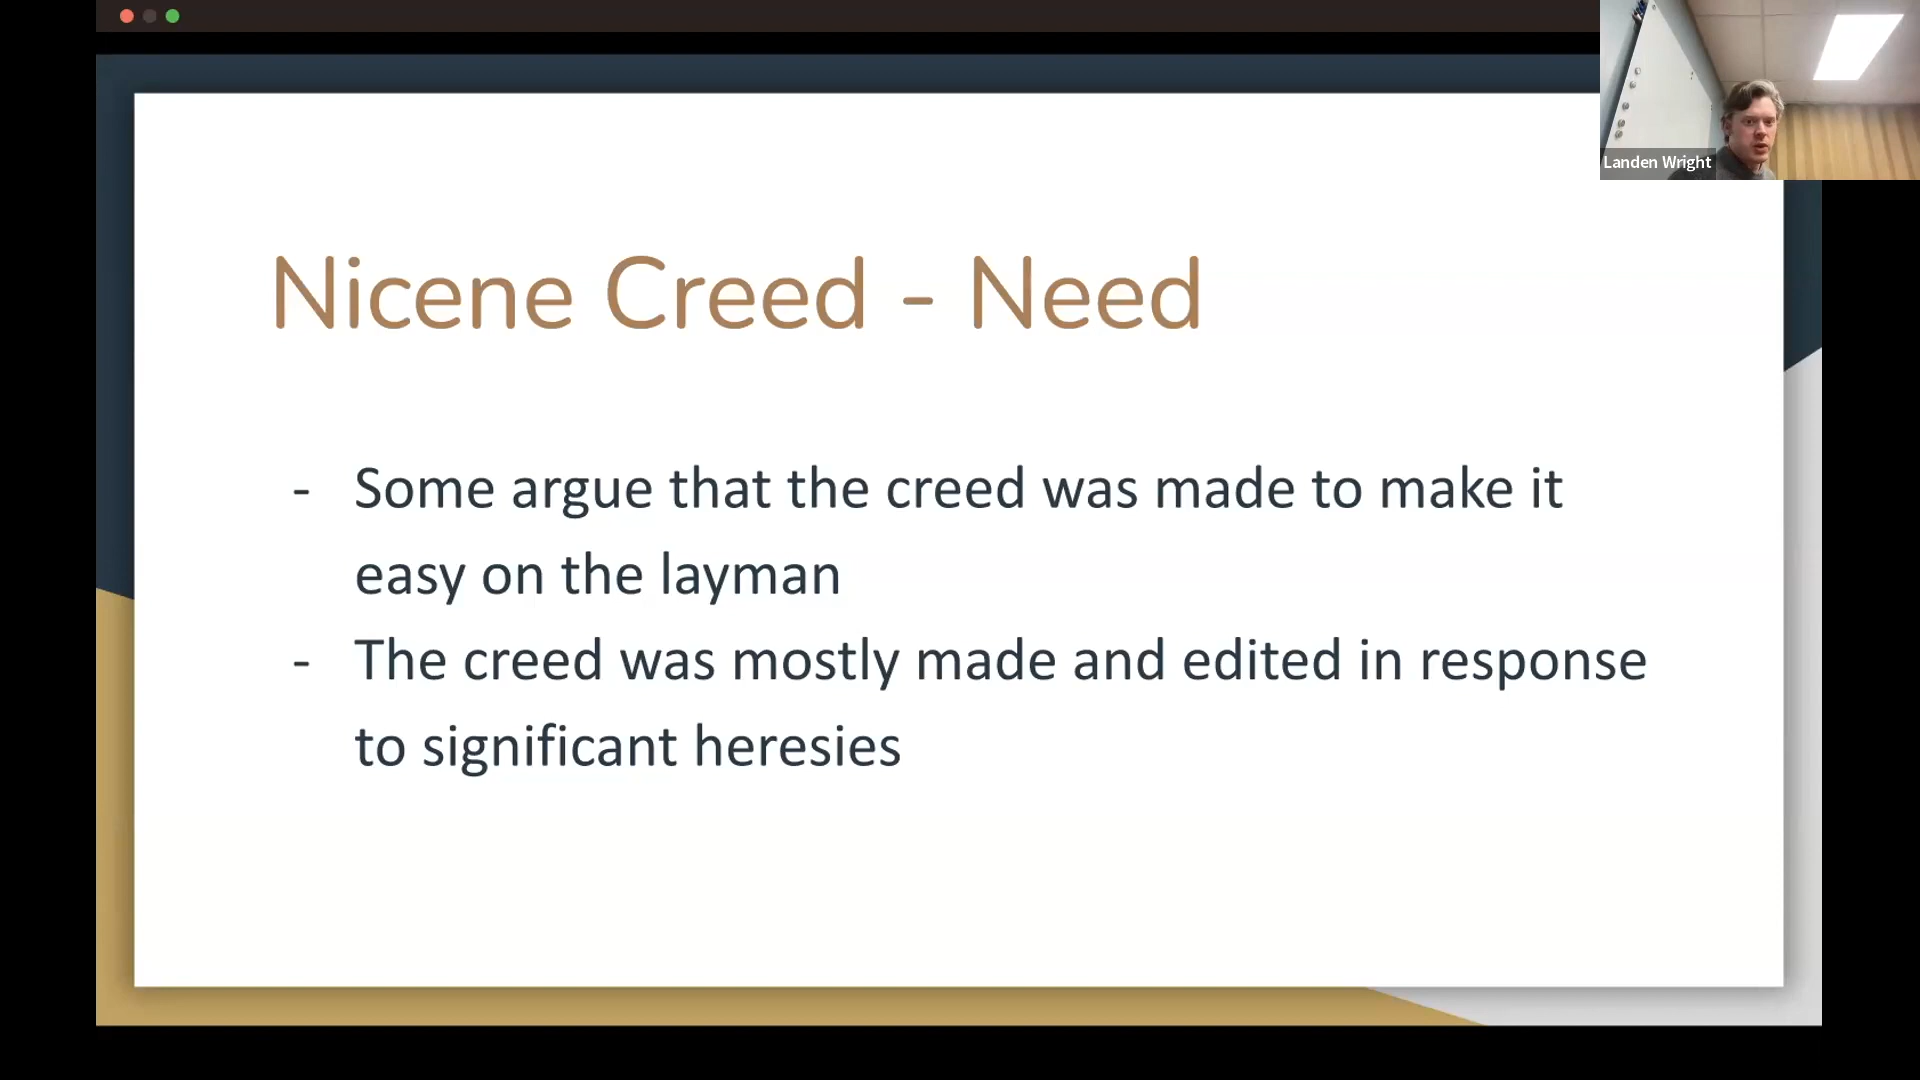 Landen Wright
Nicene Creed - Need
- Some argue that the creed was made to make it
easy on the layman
- The creed was mostly made and edited in response
to significant heresies